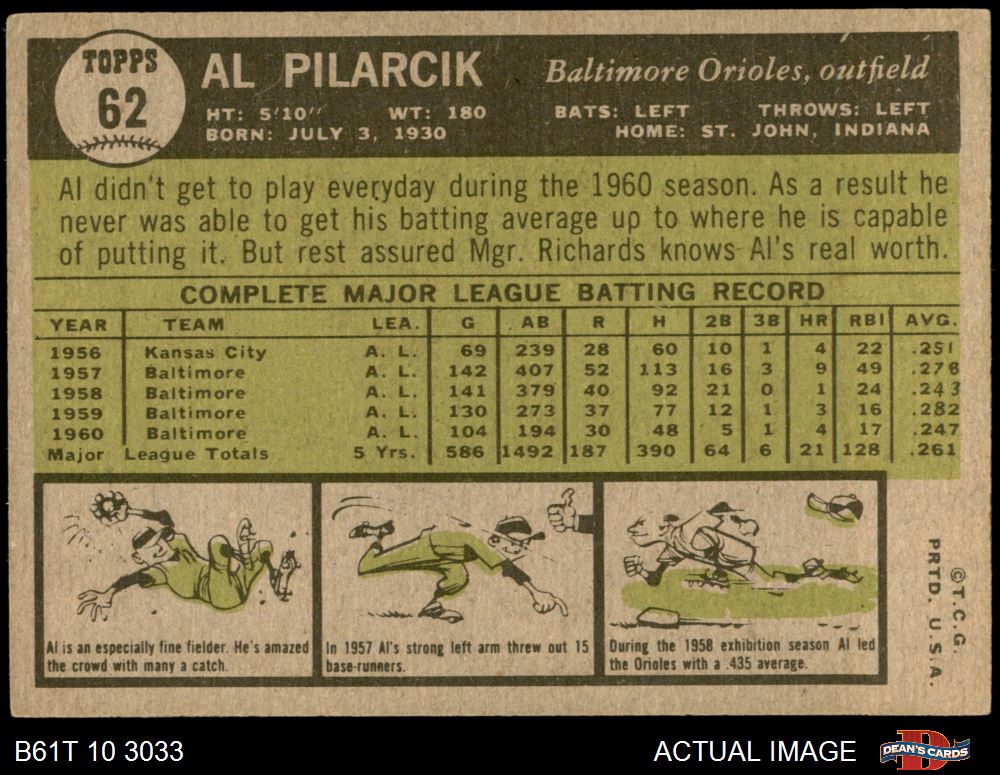 TOPPS
62
AL PILARCIK
Baltimore Orioles, outfield
HT: 5'10" WT: 180 BATS: LEFT THROWS: LEFT
BORN: JULY 3, 1930 HOME: ST. JOHN, INDIANA
Al didn't get to play everyday during the 1960 season. As a result he
never was able to get his batting average up to where he is capable
of putting it. But rest assured Mgr. Richards knows Al's real worth.
COMPLETE MAJOR LEAGUE BATTING RECORD
YEAR TEAM LEA. G AB R H 2B 3B HR RBI AVG.
1956 Kansas City A. L. 69 239 28 60 10 1 4 22 .251
1957 Baltimore A. L. 142 407 52 113 16 3 9 49 .278
1958 Baltimore A. L. 141 379 40 92 21 0 1 24 .243
1959 Baltimore A. L. 130 273 37 77 12 1 3 16 .282
1960 Baltimore A. L. 104 194 30 48 5 1 4 17 .247
Major League Totals 5 Yrs. 586 1492 187 390 64 6 21 128 .261
Al is an especially fine fielder. He's amazed
the crowd with many a catch.
In 1957 Al's strong left arm threw out 15
base-runners.
During the 1958 exhibition season Al led
the Orioles with a .435 average.
©T.C.G.
PRTD. U.S.A.
B61T 10 3033
ACTUAL IMAGE
DEAN'S CARDS